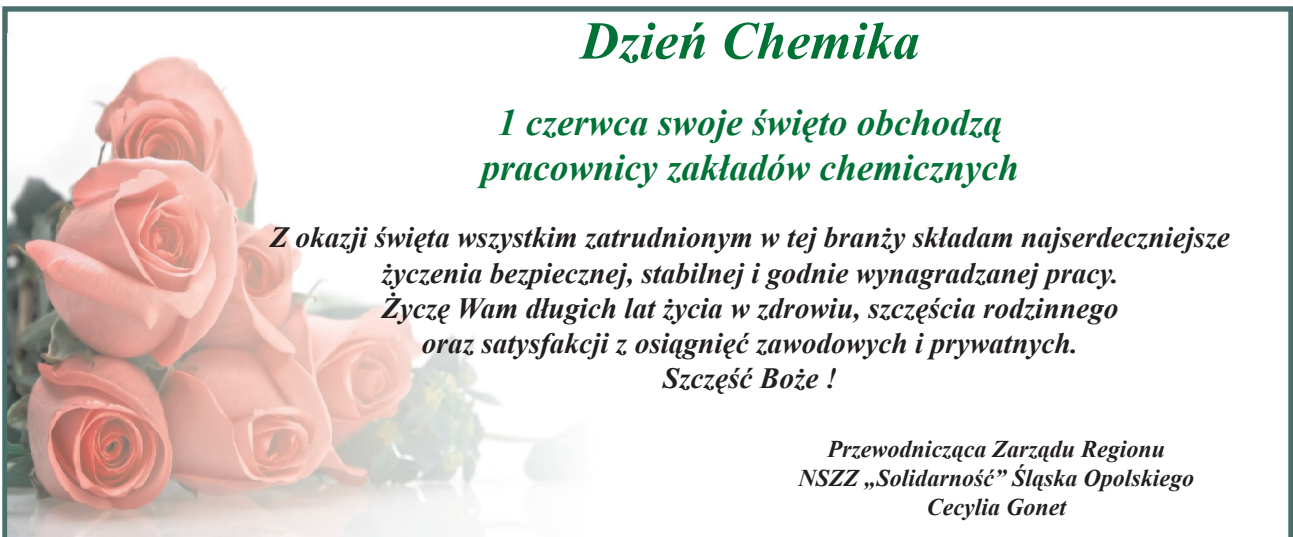 Dzień Chemika
1 czerwca swoje święto obchodzą
pracownicy zakładów chemicznych
Z okazji święta wszystkim zatrudnionym w tej branży składam najserdeczniejsze
życzenia bezpiecznej, stabilnej i godnie wynagradzanej pracy.
Życzę Wam długich lat życia w zdrowiu, szczęścia rodzinnego
oraz satysfakcji z osiągnięć zawodowych i prywatnych.
Szczęść Boże !
Przewodnicząca Zarządu Regionu
NSZZ „Solidarność” Śląska Opolskiego
Cecylia Gonet